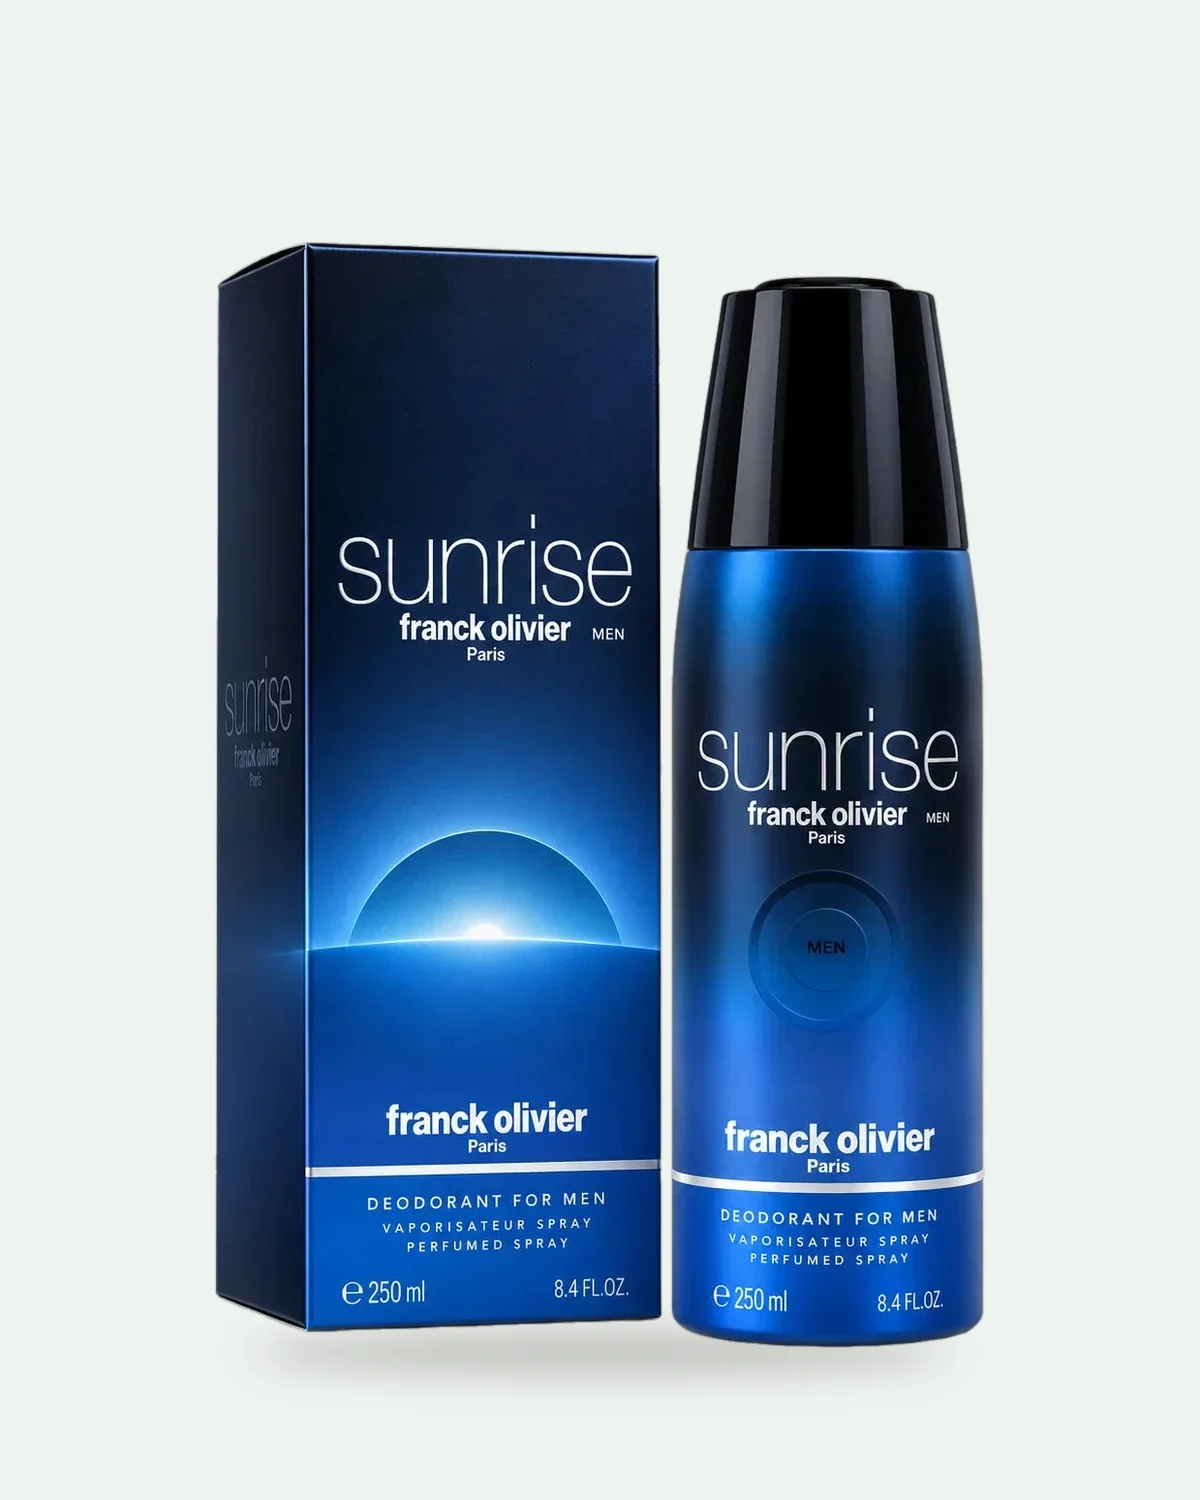 sunrise
franck olivier MEN
Paris
sunrise
franck olivier
Paris
franck olivier
Paris
DEODORANT FOR MEN
VAPORISATEUR SPRAY
PERFUMED SPRAY
℮ 250 ml 8.4 FL.OZ.
sunrise
franck olivier MEN
Paris
MEN
franck olivier
Paris
DEODORANT FOR MEN
VAPORISATEUR SPRAY
PERFUMED SPRAY
℮ 250 ml 8.4 FL.OZ.